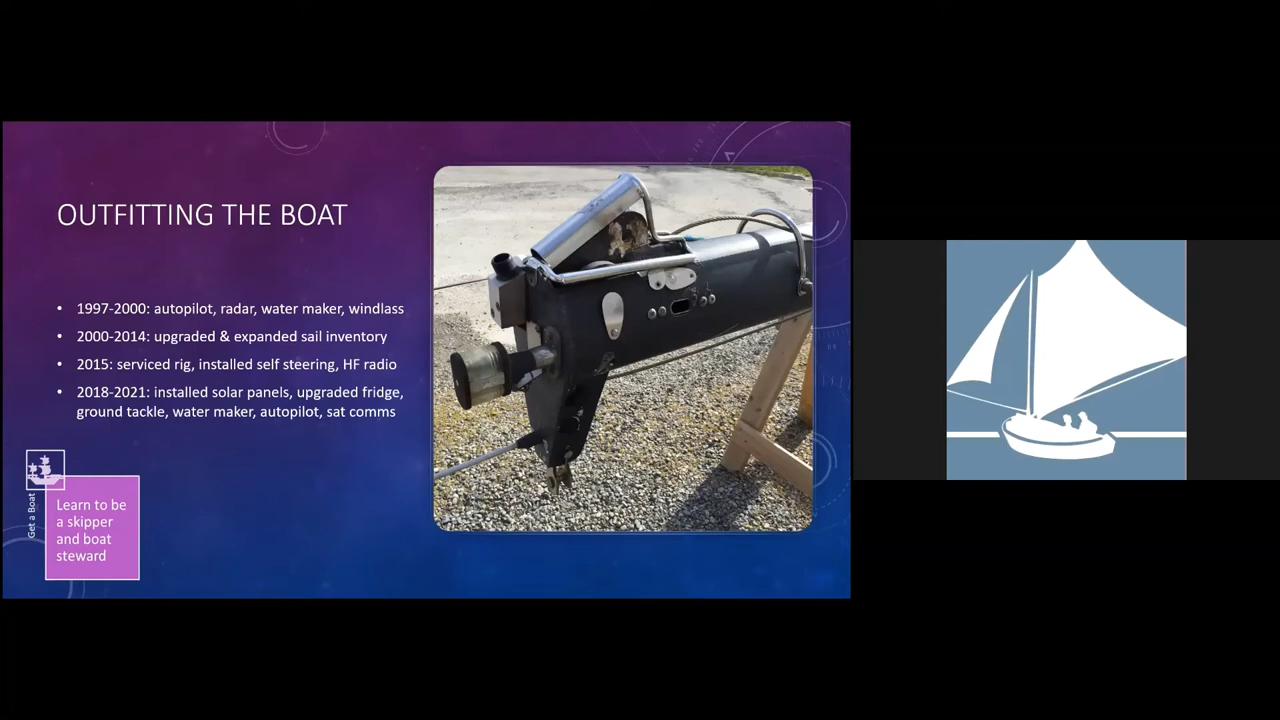 OUTFITTING THE BOAT
• 1997-2000: autopilot, radar, water maker, windlass
• 2000-2014: upgraded & expanded sail inventory
• 2015: serviced rig, installed self steering, HF radio
• 2018-2021: installed solar panels, upgraded fridge,
ground tackle, water maker, autopilot, sat comms
Get a Boat
Learn to be
a skipper
and boat
steward